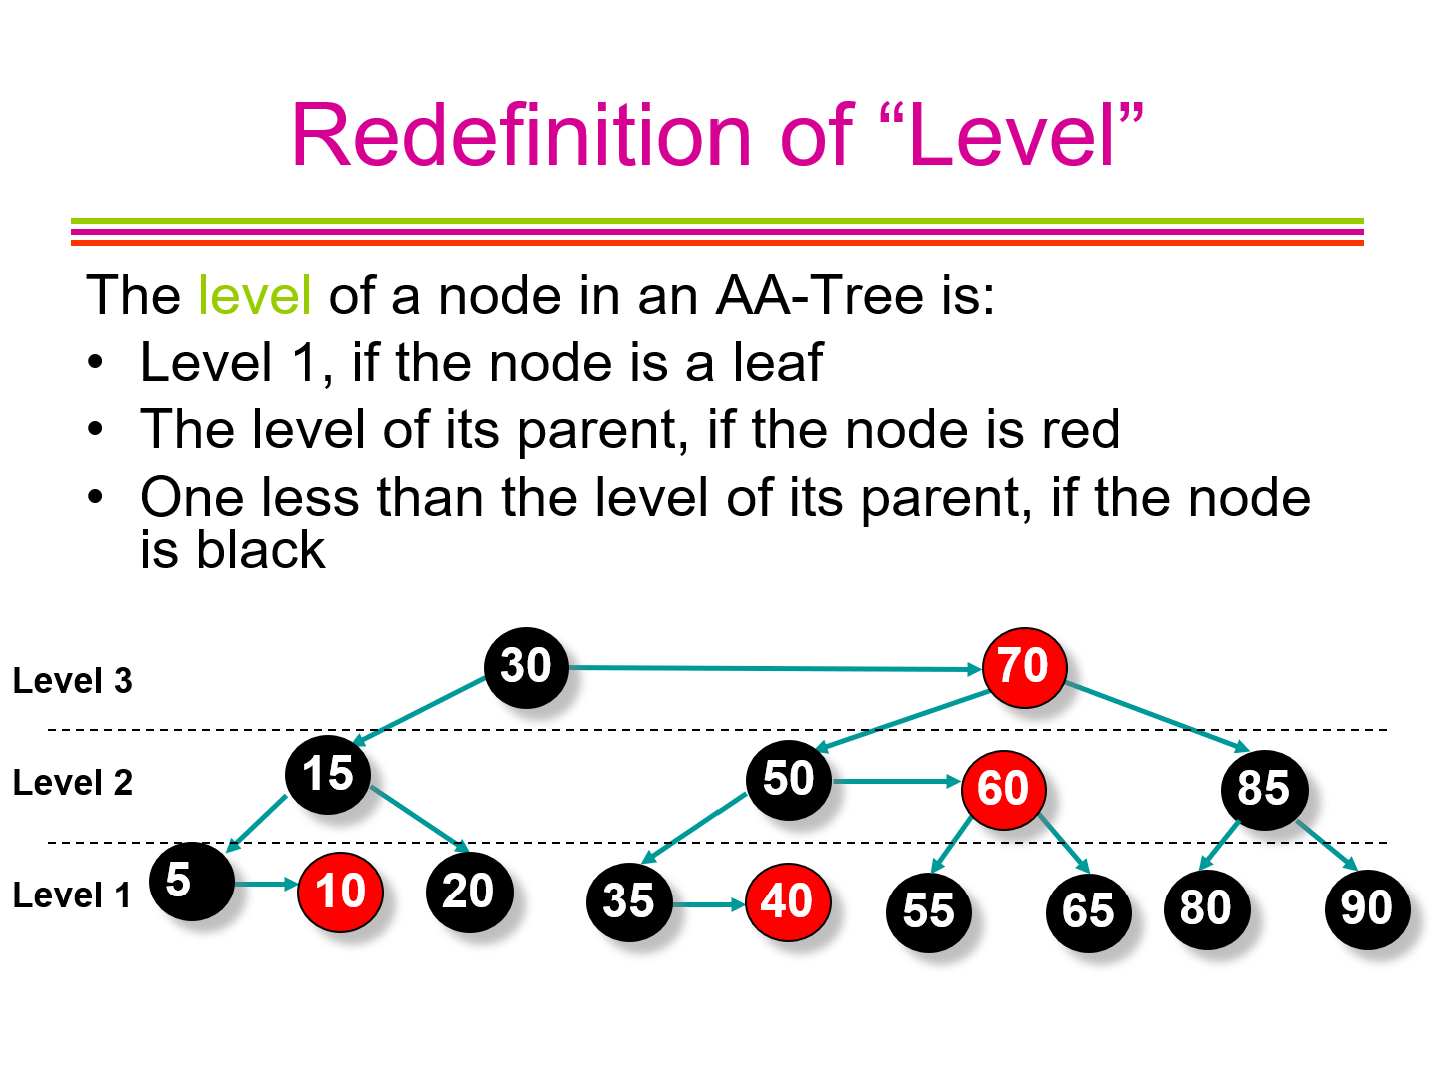 Redefinition of “Level”
The level of a node in an AA-Tree is:
• Level 1, if the node is a leaf
• The level of its parent, if the node is red
• One less than the level of its parent, if the node
is black
Level 3
30
70
Level 2
15
50
60
85
Level 1
5
10
20
35
40
55
65
80
90